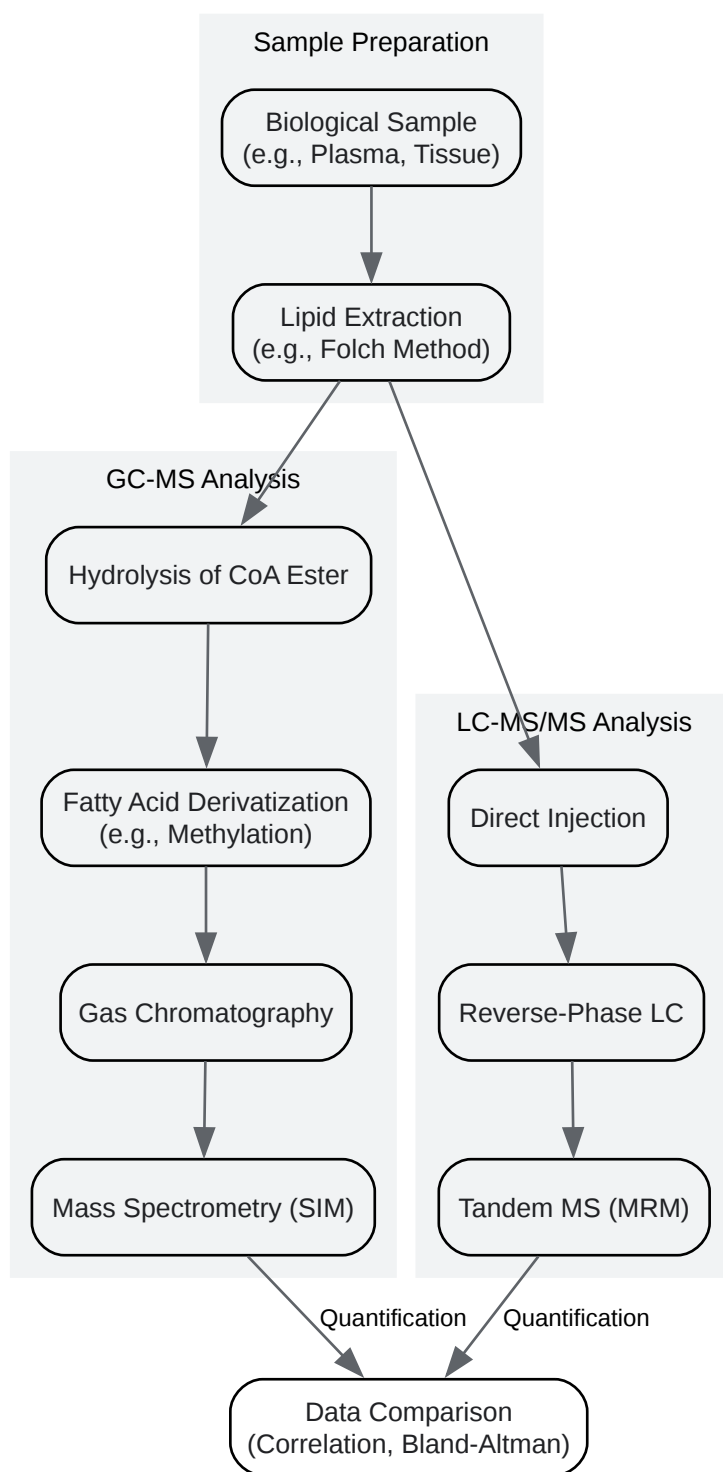 Sample Preparation
Biological Sample
(e.g., Plasma, Tissue)
Lipid Extraction
(e.g., Folch Method)
GC-MS Analysis
Hydrolysis of CoA Ester
Fatty Acid Derivatization
(e.g., Methylation)
Gas Chromatography
Mass Spectrometry (SIM)
LC-MS/MS Analysis
Direct Injection
Reverse-Phase LC
Tandem MS (MRM)
Quantification
Quantification
Data Comparison
(Correlation, Bland-Altman)